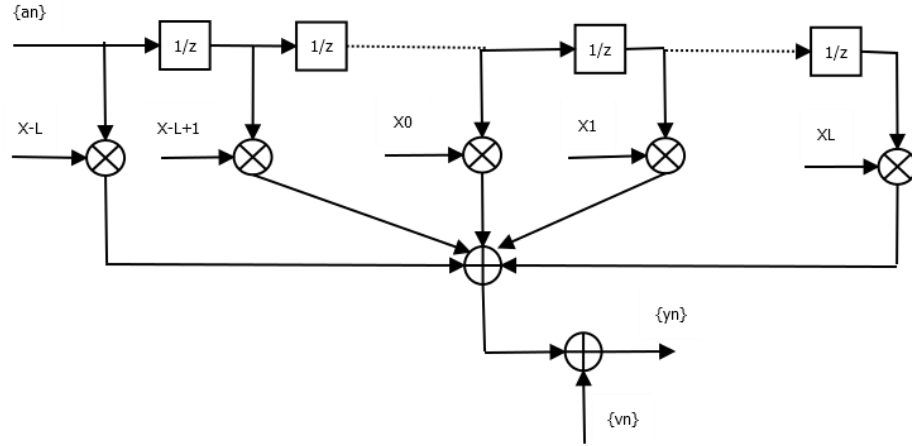 {an}
1/z
1/z
1/z
1/z
X-L
X-L+1
X0
X1
XL
{yn}
{vn}